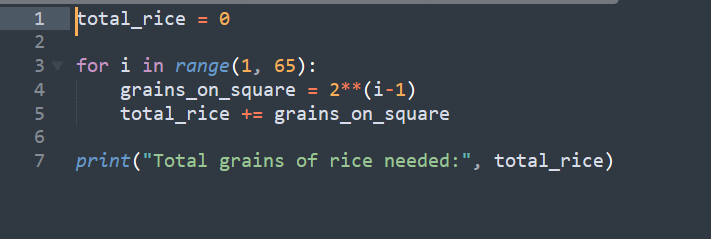 1 total_rice = 0
2
3 for i in range(1, 65):
4     grains_on_square = 2**(i-1)
5     total_rice += grains_on_square
6
7 print("Total grains of rice needed:", total_rice)